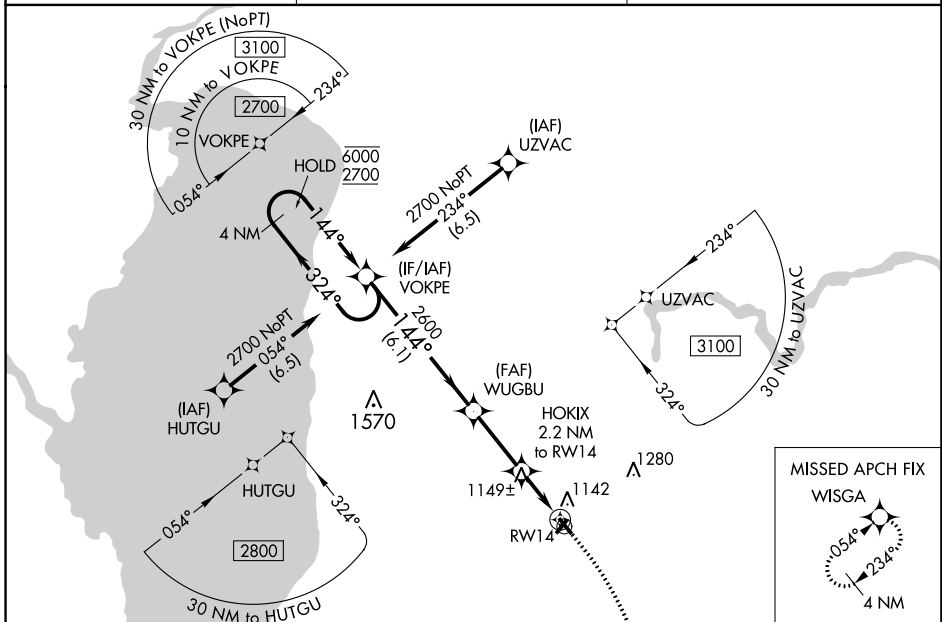 30 NM to VOKPE (NoPT)
3100
10 NM to VOKPE
2700
234°
VOKPE
054°
HOLD
6000
2700
4 NM
144°
324°
(IAF)
UZVAC
2700 NoPT
234°
(6.5)
(IF/IAF)
VOKPE
2600
144°
(6.1)
2700 NoPT
054°
(6.5)
(IAF)
HUTGU
1570
(FAF)
WUGBU
HOKIX
2.2 NM
to RW14
1149±
1142
1280
RW14
234°
UZVAC
3100
324°
30 NM to UZVAC
HUTGU
054°
324°
2800
30 NM to HUTGU
MISSED APCH FIX
WISGA
054°
234°
4 NM